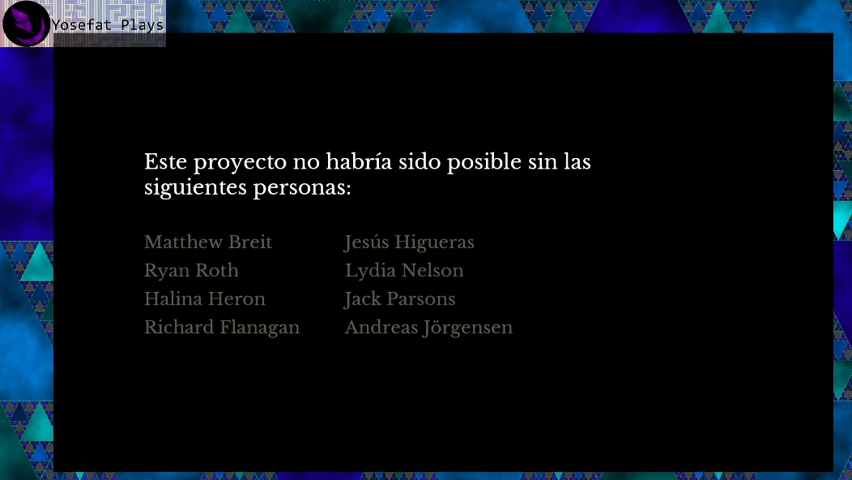 Yosefat Plays
Este proyecto no habría sido posible sin las
siguientes personas:
Matthew Breit
Jesús Higueras
Ryan Roth
Lydia Nelson
Halina Heron
Jack Parsons
Richard Flanagan
Andreas Jörgensen